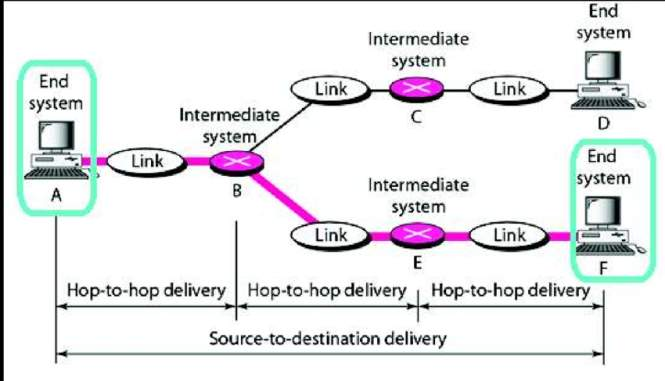 End
system
D
Intermediate
system
Link
C
Link
End
system
A
Link
Intermediate
system
B
Link
Intermediate
system
E
Link
End
system
F
Hop-to-hop delivery
Hop-to-hop delivery
Hop-to-hop delivery
Source-to-destination delivery